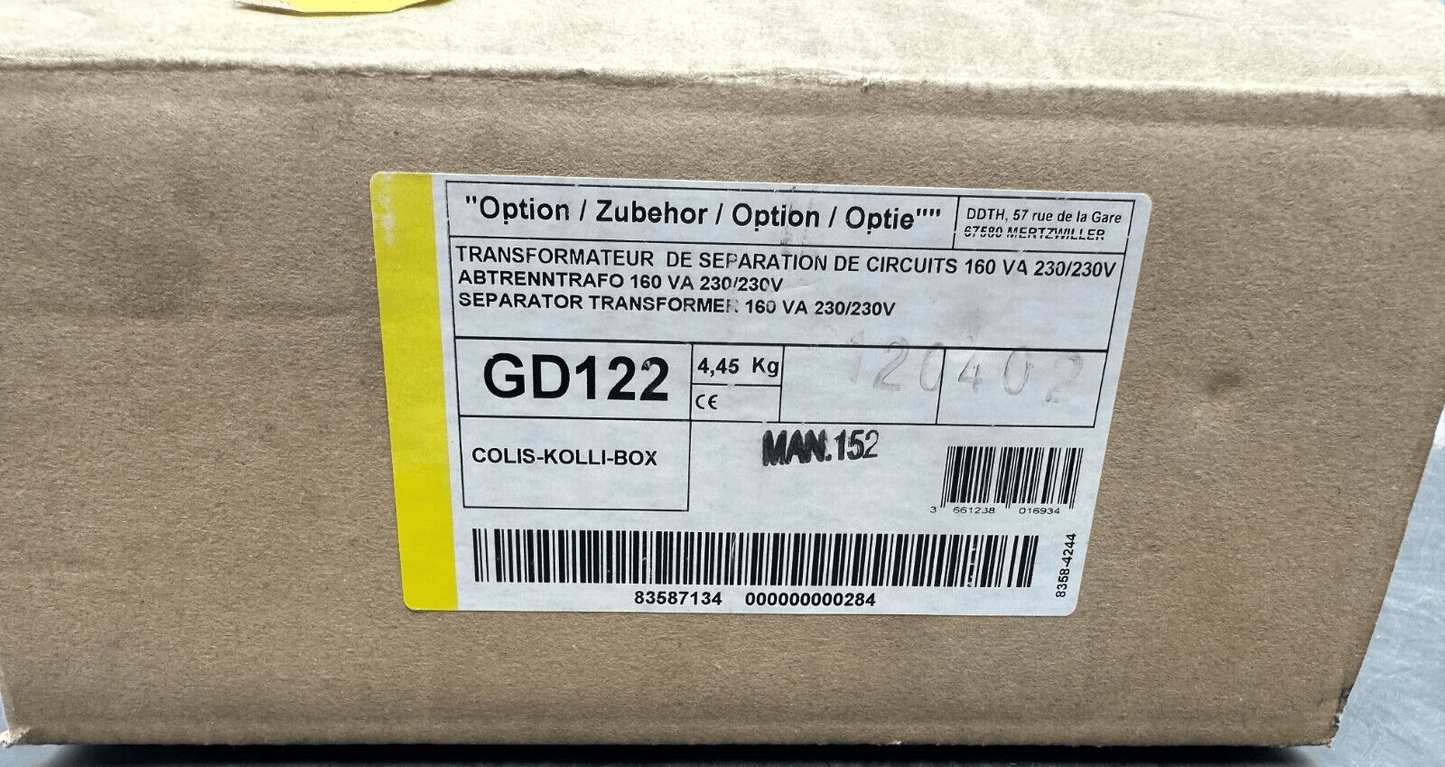 "Option / Zubehor / Option / Optie""
DDTH, 57 rue de la Gare
67580 MERTZWILLER
TRANSFORMATEUR DE SEPARATION DE CIRCUITS 160 VA 230/230V
ABTRENNTRAFO 160 VA 230/230V
SEPARATOR TRANSFORMER 160 VA 230/230V
GD122
4,45 Kg
CE
120402
COLIS-KOLLI-BOX
MAN.152
3 661238 016934
83587134 000000000284
8358-4244